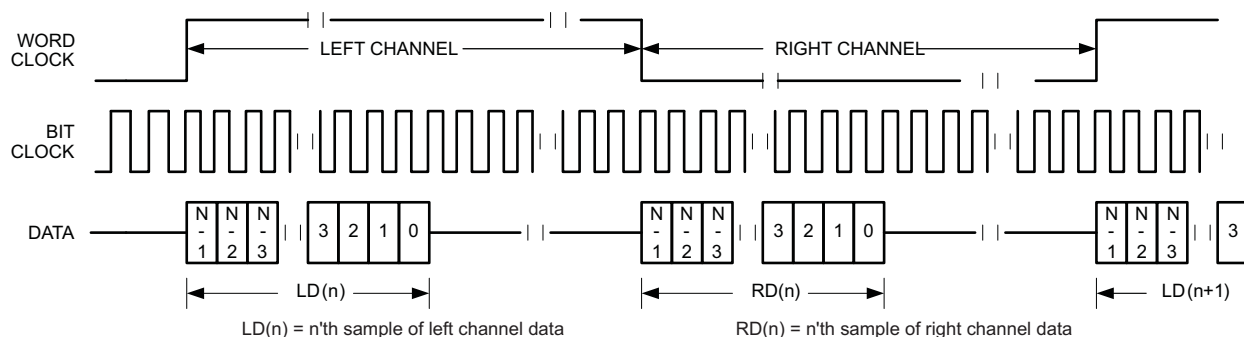 WORD
CLOCK
LEFT CHANNEL
RIGHT CHANNEL
BIT
CLOCK
DATA
N
-
1
N
-
2
N
-
3
3 2 1 0
N
-
1
N
-
2
N
-
3
3 2 1 0
N
-
1
N
-
2
N
-
3
3
LD(n)
RD(n)
LD(n+1)
LD(n) = n'th sample of left channel data
RD(n) = n'th sample of right channel data